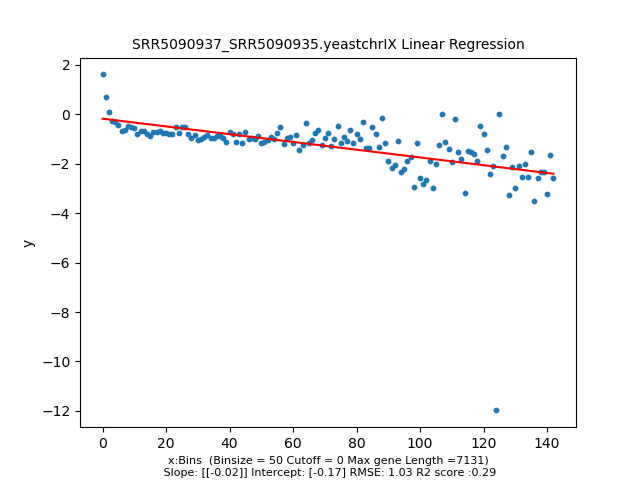 SRR5090937_SRR5090935.yeastchrIX Linear Regression
2
0
−2
−4
−6
−8
−10
−12
y
0 20 40 60 80 100 120 140
x:Bins (Binsize = 50 Cutoff = 0 Max gene Length =7131)
Slope: [[-0.02]] Intercept: [-0.17] RMSE: 1.03 R2 score :0.29